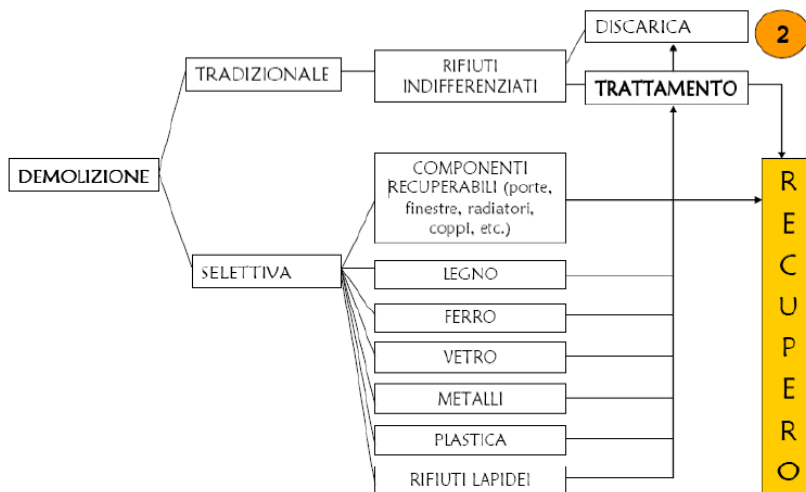 DISCARICA
2
TRADIZIONALE
RIFIUTI
INDIFFERENZIATI
TRATTAMENTO
DEMOLIZIONE
COMPONENTI
RECUPERABILI (porte,
finestre, radiatori,
coppi, etc.)
SELETTIVA
LEGNO
FERRO
VETRO
METALLI
PLASTICA
RIFIUTI LAPIDEI
R
E
C
U
P
E
R
O